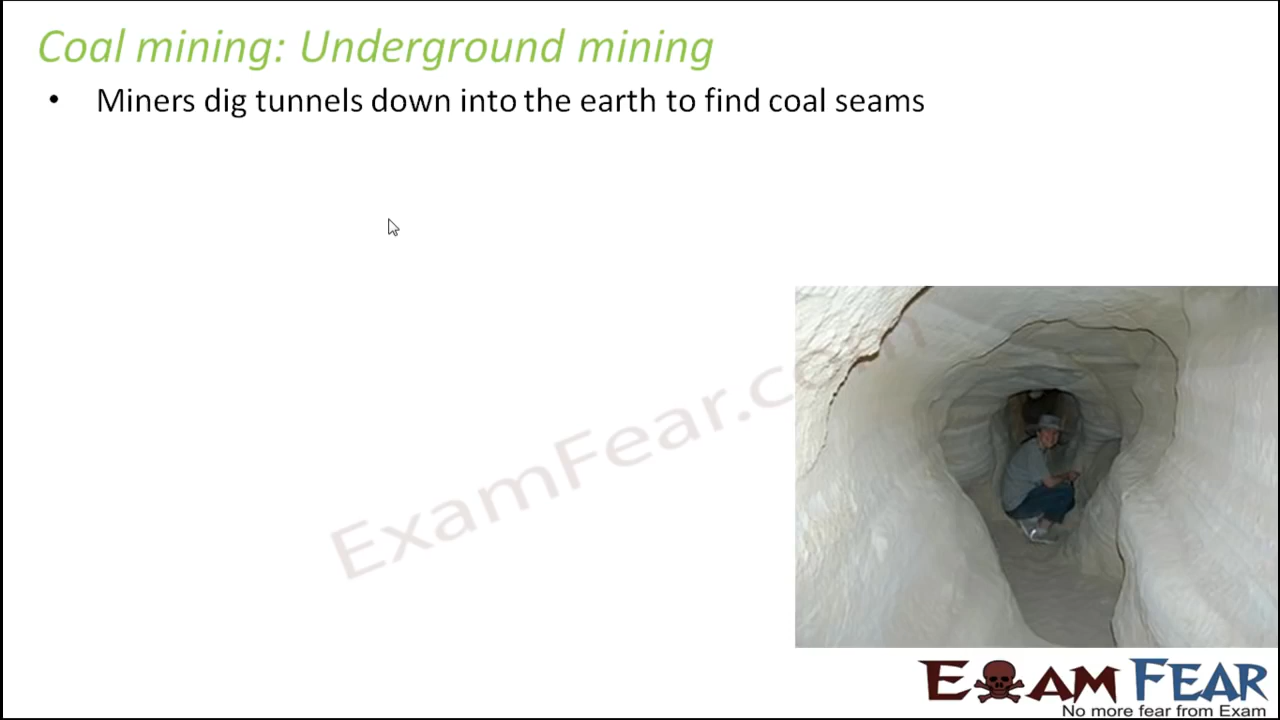 Coal mining: Underground mining
• Miners dig tunnels down into the earth to find coal seams
ExamFear.com
EXAM FEAR
No more fear from Exam